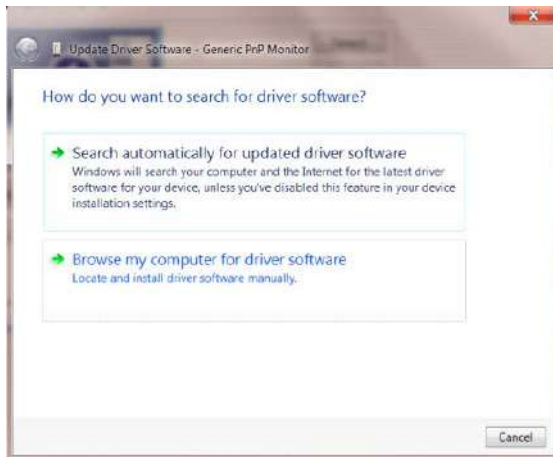 Update Driver Software - Generic PnP Monitor
How do you want to search for driver software?
Search automatically for updated driver software
Windows will search your computer and the Internet for the latest driver
software for your device, unless you've disabled this feature in your device
installation settings.
Browse my computer for driver software
Locate and install driver software manually.
Cancel